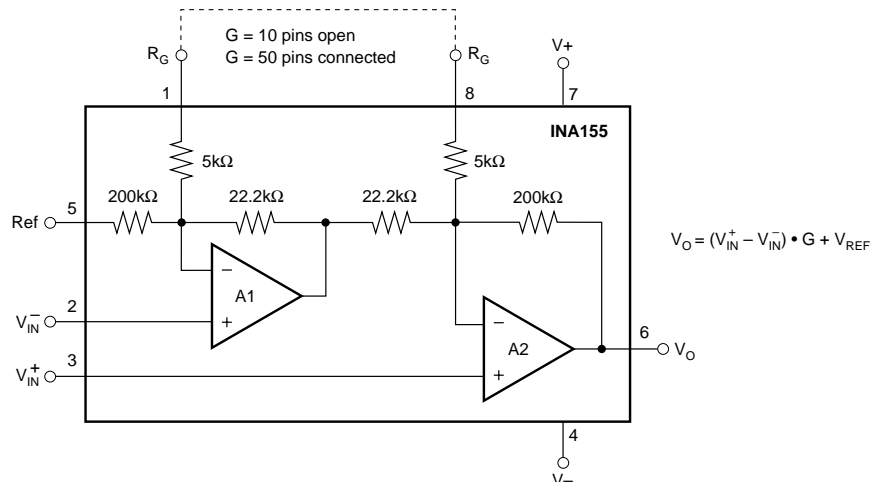 G = 10 pins open
G = 50 pins connected
R_G
R_G
V+
1
8
7
INA155
5kΩ
5kΩ
200kΩ
22.2kΩ
22.2kΩ
200kΩ
Ref
5
V_O = (V_IN^+ – V_IN^–) • G + V_REF
–
A1
+
2
V_IN^–
–
A2
+
6
V_O
3
V_IN^+
4
V–